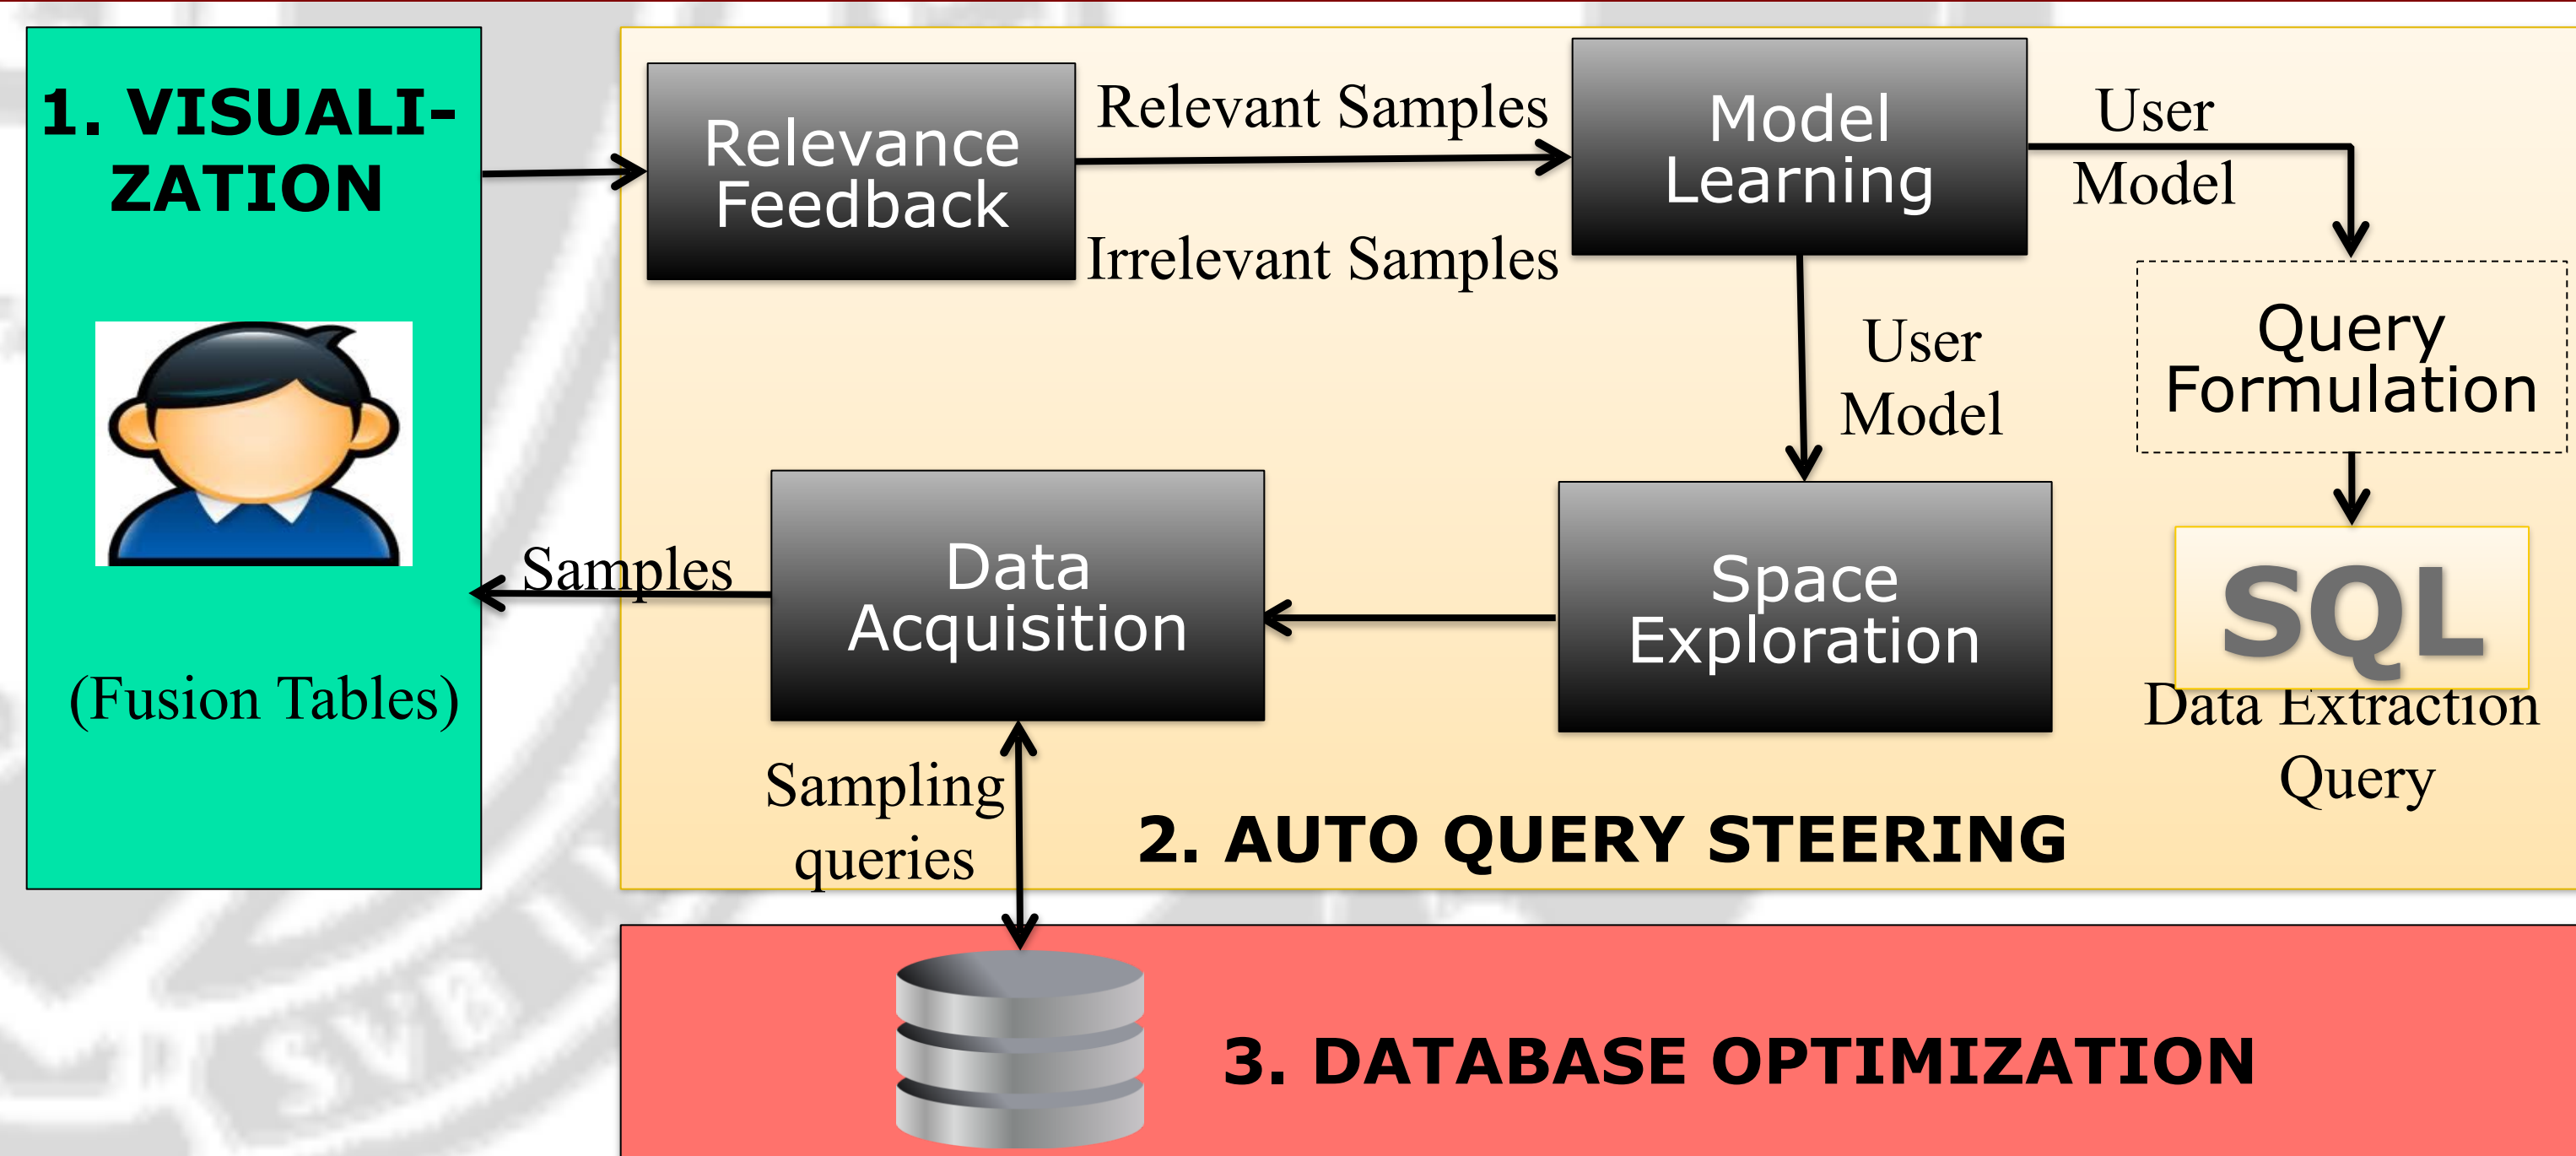 1. VISUALI-
ZATION
(Fusion Tables)
Relevance
Feedback
Relevant Samples
Irrelevant Samples
Model
Learning
User
Model
User
Model
Query
Formulation
SQL
Data Extraction
Query
Space
Exploration
Data
Acquisition
Samples
Sampling
queries
2. AUTO QUERY STEERING
3. DATABASE OPTIMIZATION